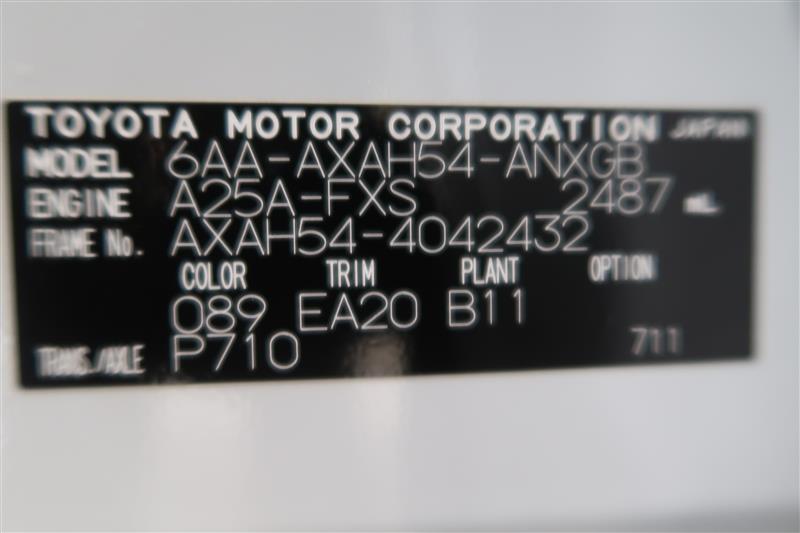 TOYOTA MOTOR CORPORATION JAPAN
MODEL 6AA-AXAH54-ANXGB
ENGINE A25A-FXS 2487 mL
FRAME No. AXAH54-4042432
COLOR TRIM PLANT OPTION
089 EA20 B11
TRANS./AXLE P710 711